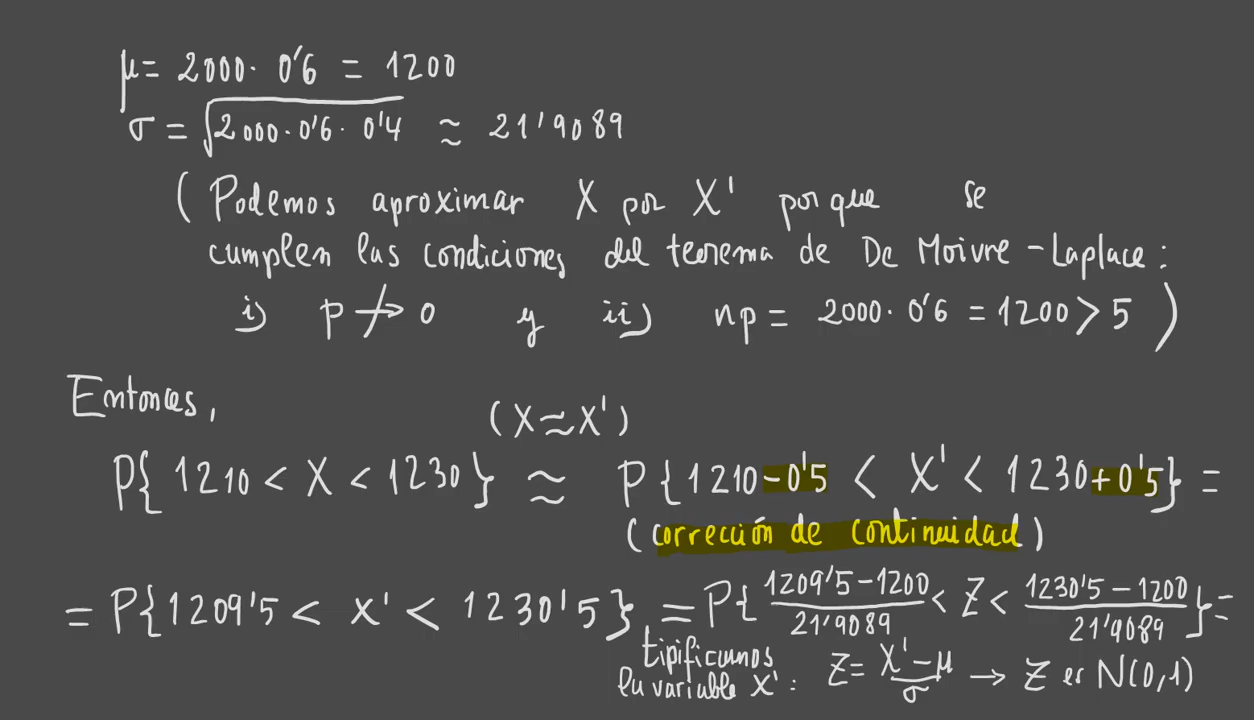 μ = 2000 · 0'6 = 1200
σ = √2000·0'6·0'4 ≈ 21'9089
(Podemos aproximar X por X' porque se
cumplen las condiciones del teorema de De Moivre-Laplace:
i) p ↛ 0 y ii) np = 2000·0'6 = 1200 > 5)
Entonces,
(X ≈ X')
P{1210 < X < 1230} ≈ P{1210 -0'5 < X' < 1230 +0'5} =
(corrección de continuidad)
= P{1209'5 < X' < 1230'5} = P{(1209'5 - 1200)/21'9089 < Z < (1230'5 - 1200)/21'9089} =
tipificamos
la variable X': Z = (X' - μ)/σ → Z es N(0,1)